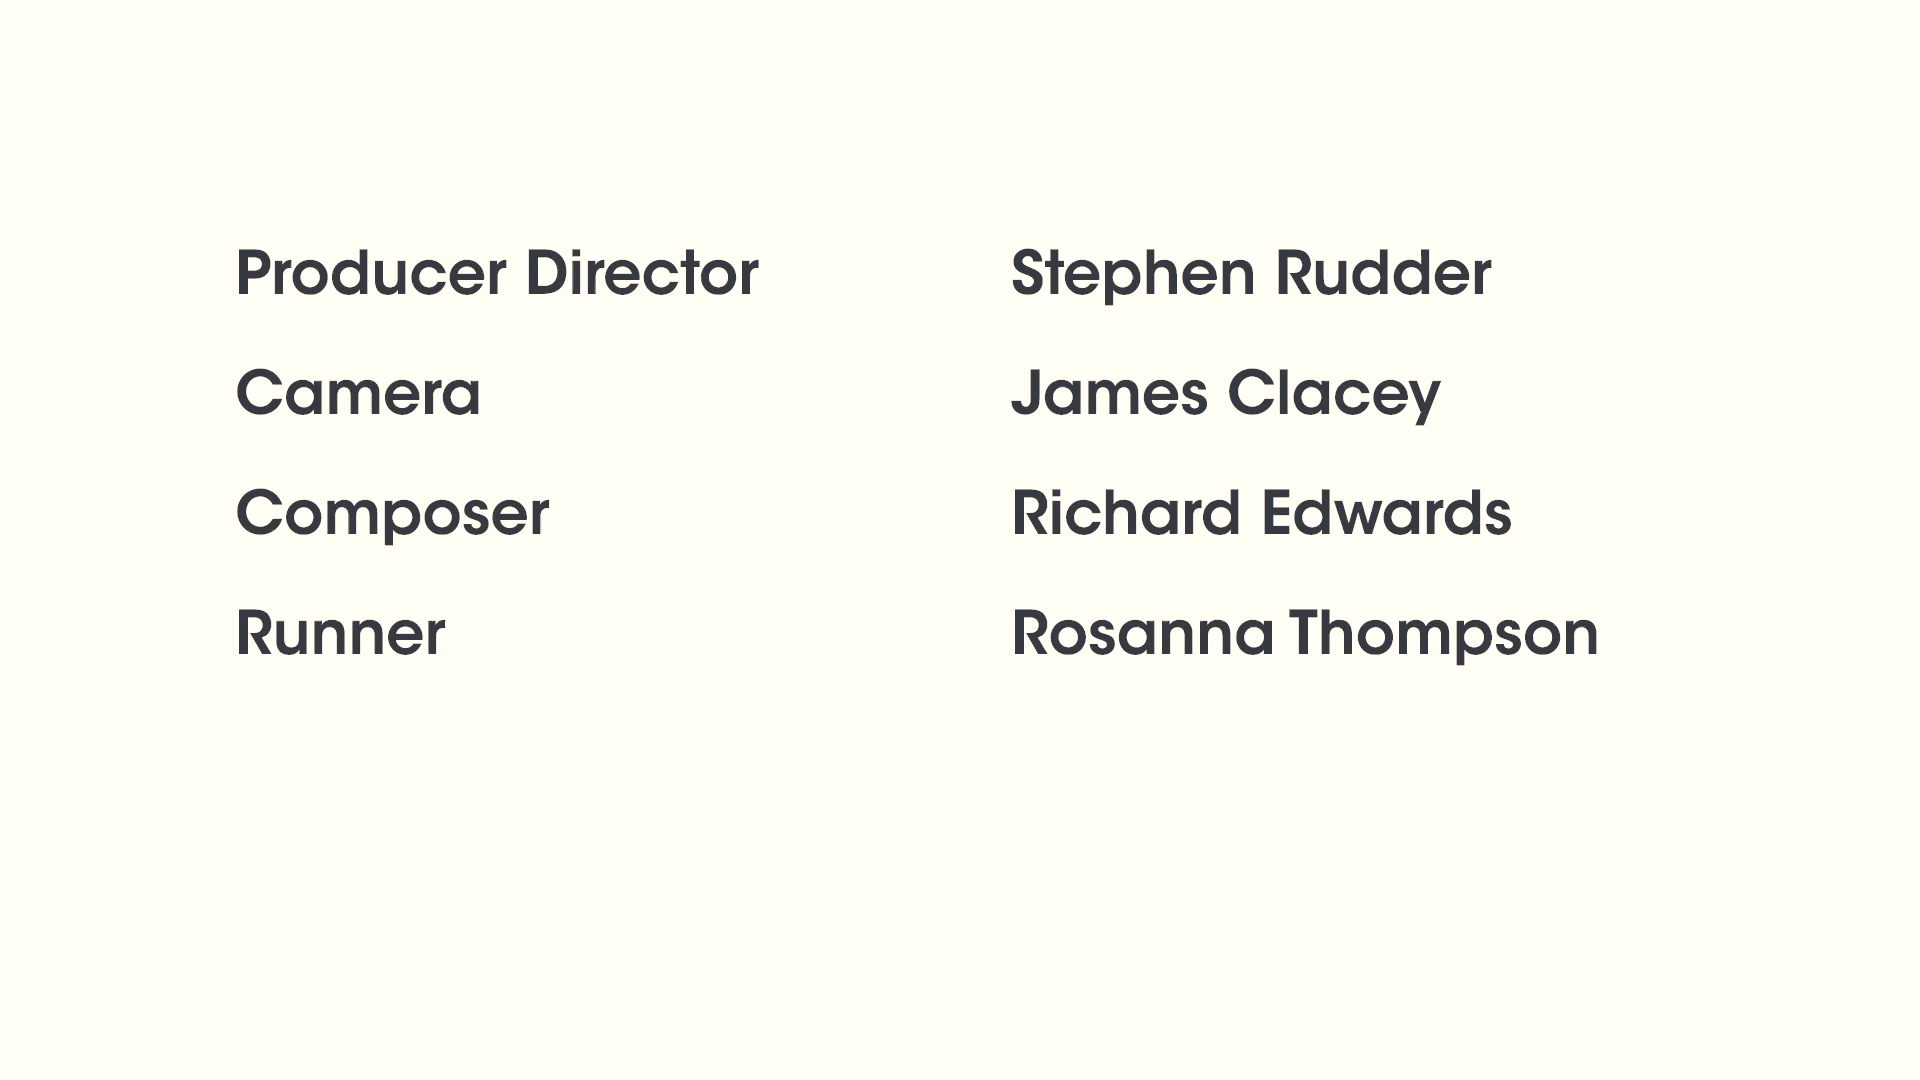 Producer Director Stephen Rudder
Camera James Clacey
Composer Richard Edwards
Runner Rosanna Thompson